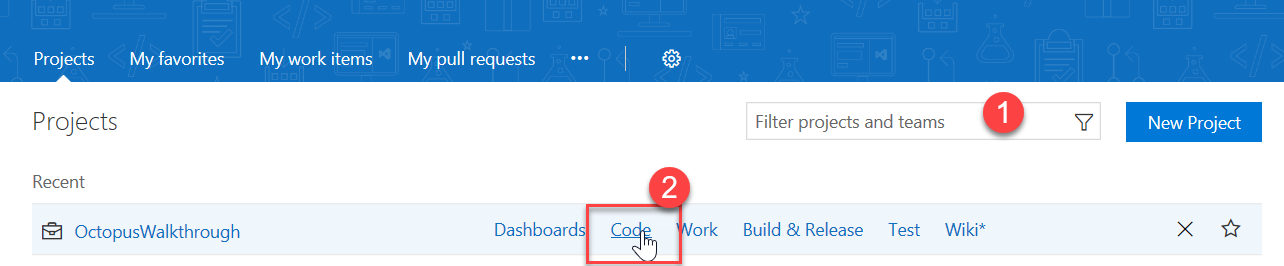 Projects My favorites My work items My pull requests ...
Projects
Filter projects and teams
1
New Project
Recent
2
OctopusWalkthrough Dashboards Code Work Build & Release Test Wiki*